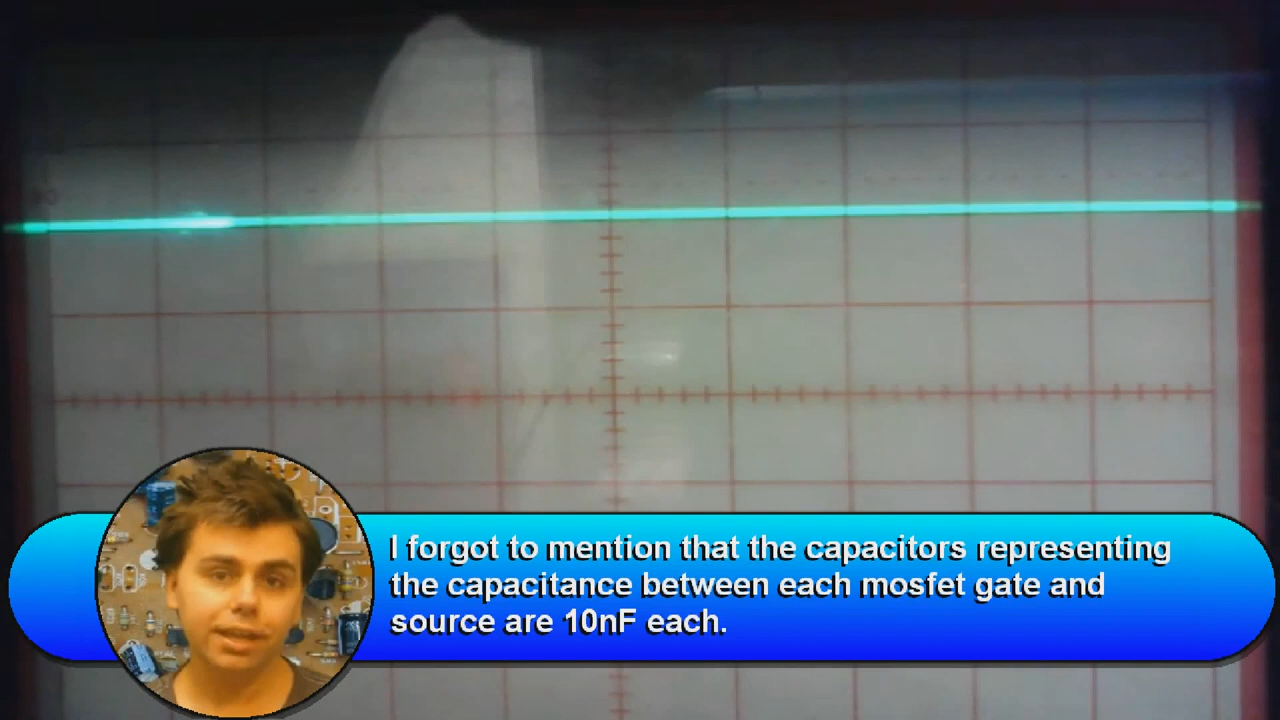 I forgot to mention that the capacitors representing
the capacitance between each mosfet gate and
source are 10nF each.